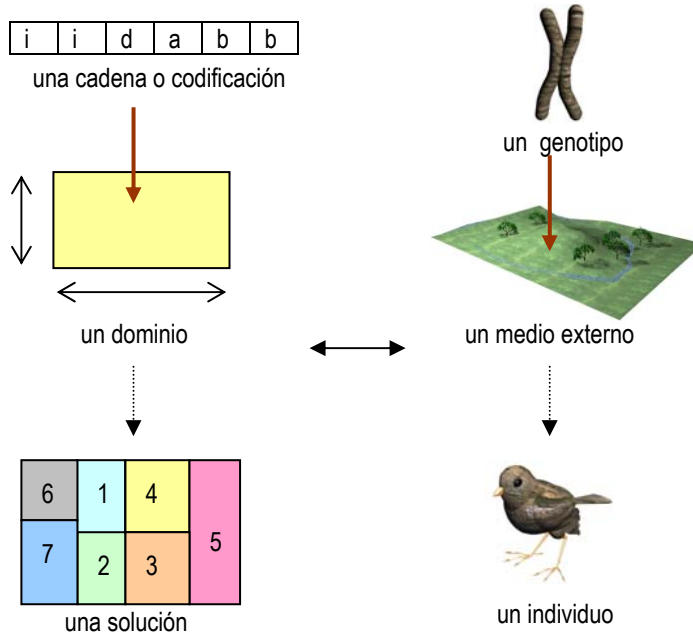 i i d a b b
una cadena o codificación
un genotipo
un dominio
un medio externo
6 1 4
5
7 2 3
una solución
un individuo